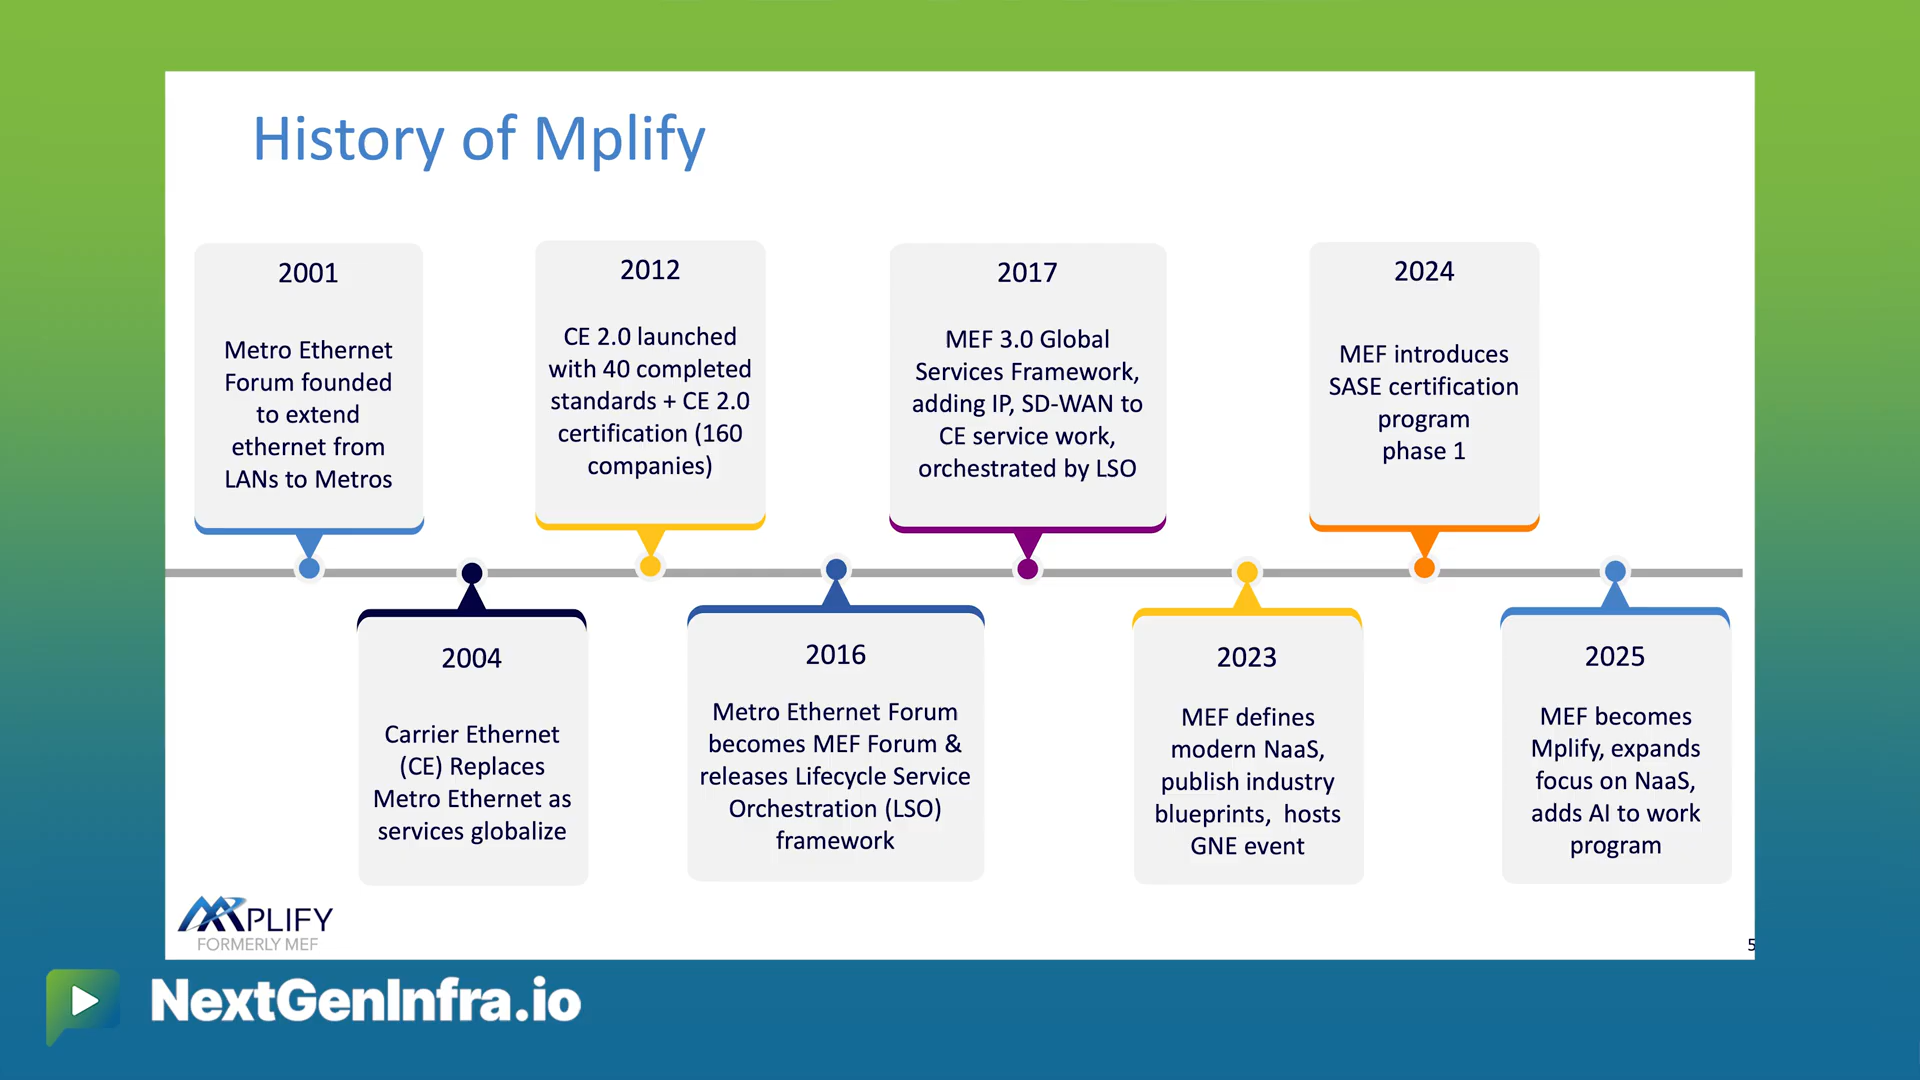 History of Mplify
2001
Metro Ethernet
Forum founded
to extend
ethernet from
LANs to Metros
2004
Carrier Ethernet
(CE) Replaces
Metro Ethernet as
services globalize
2012
CE 2.0 launched
with 40 completed
standards + CE 2.0
certification (160
companies)
2016
Metro Ethernet Forum
becomes MEF Forum &
releases Lifecycle Service
Orchestration (LSO)
framework
2017
MEF 3.0 Global
Services Framework,
adding IP, SD-WAN to
CE service work,
orchestrated by LSO
2023
MEF defines
modern NaaS,
publish industry
blueprints,  hosts
GNE event
2024
MEF introduces
SASE certification
program
phase 1
2025
MEF becomes
Mplify, expands
focus on NaaS,
adds AI to work
program
MPLIFY
FORMERLY MEF
5
NextGenInfra.io